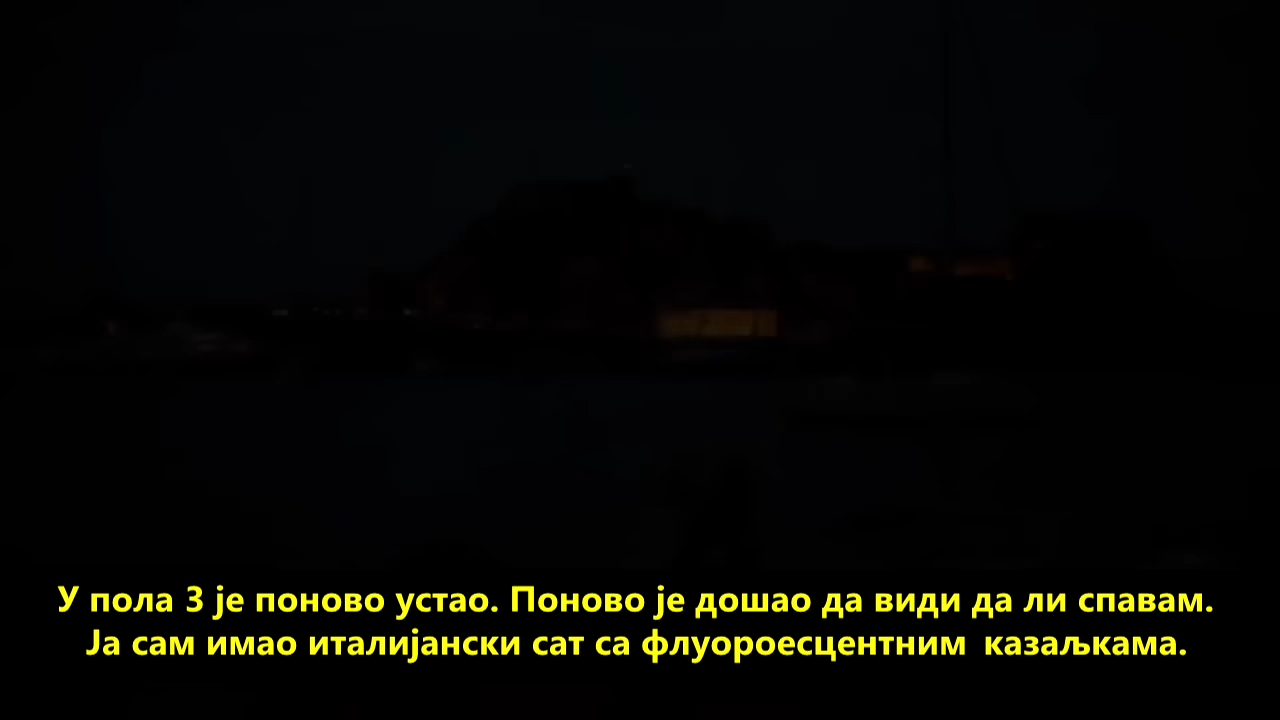 У пола 3 је поново устао. Поново је дошао да види да ли спавам.
Ја сам имао италијански сат са флуороесцентним казаљкама.